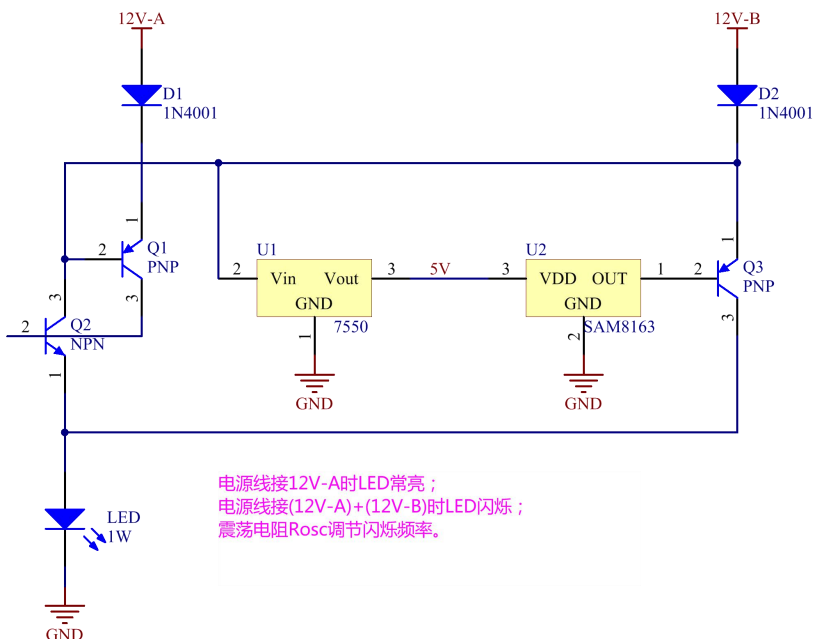 12V-A
12V-B
D1
1N4001
D2
1N4001
1
2
Q1
PNP
3
3
2
Q2
NPN
1
U1
2
Vin
Vout
3
GND
1
7550
5V
U2
3
VDD
OUT
1
GND
2
SAM8163
1
2
Q3
PNP
3
GND
GND
LED
1W
GND
电源线接12V-A时LED常亮；
电源线接(12V-A)+(12V-B)时LED闪烁；
震荡电阻Rosc调节闪烁频率。